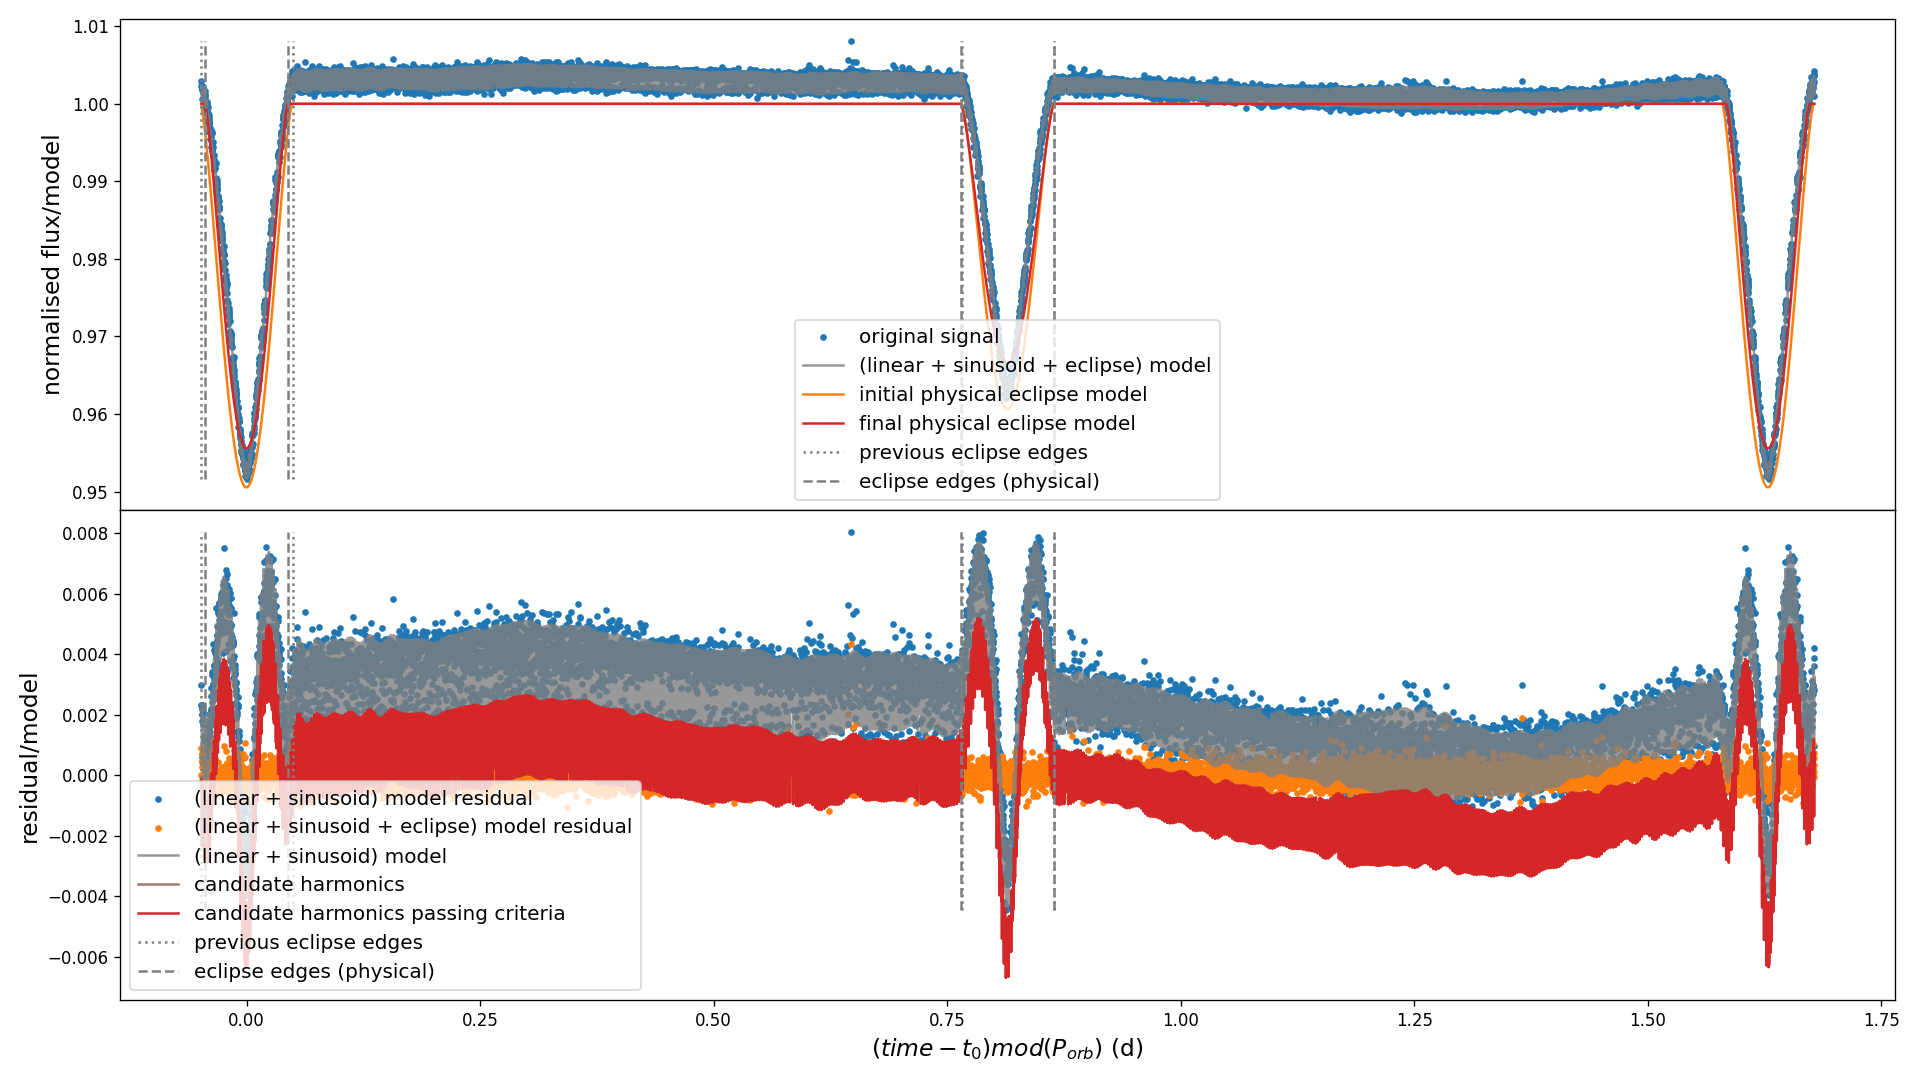 1.01
1.00
0.99
0.98
0.97
0.96
0.95
normalised flux/model
original signal
(linear + sinusoid + eclipse) model
initial physical eclipse model
final physical eclipse model
previous eclipse edges
eclipse edges (physical)
0.008
0.006
0.004
0.002
0.000
−0.002
−0.004
−0.006
residual/model
(linear + sinusoid) model residual
(linear + sinusoid + eclipse) model residual
(linear + sinusoid) model
candidate harmonics
candidate harmonics passing criteria
previous eclipse edges
eclipse edges (physical)
0.00 0.25 0.50 0.75 1.00 1.25 1.50 1.75
(time − t₀)mod(P_orb) (d)